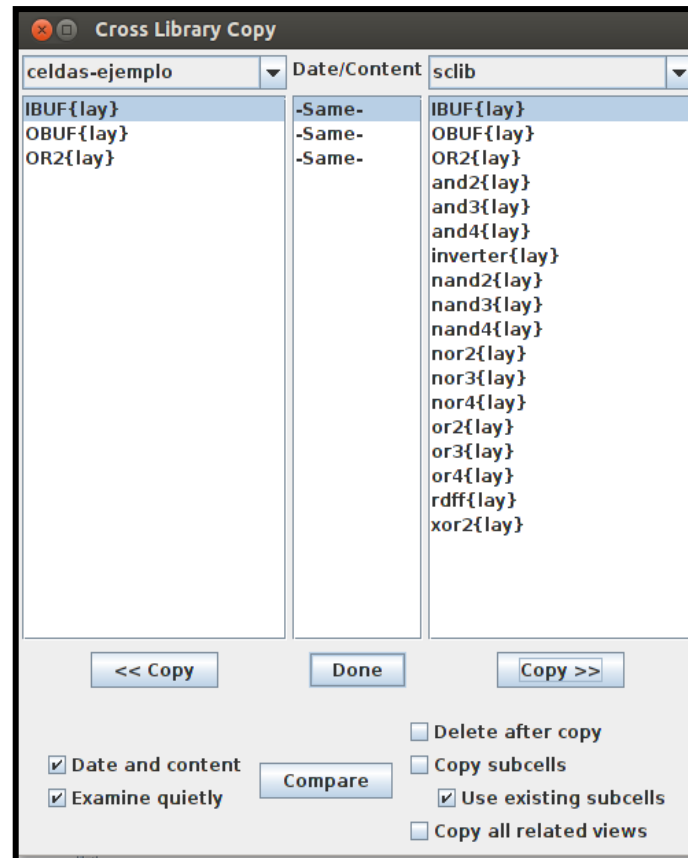 Cross Library Copy
celdas-ejemplo Date/Content sclib
IBUF{lay} -Same- IBUF{lay}
OBUF{lay} -Same- OBUF{lay}
OR2{lay} -Same- OR2{lay}
and2{lay}
and3{lay}
and4{lay}
inverter{lay}
nand2{lay}
nand3{lay}
nand4{lay}
nor2{lay}
nor3{lay}
nor4{lay}
or2{lay}
or3{lay}
or4{lay}
rdff{lay}
xor2{lay}
<< Copy Done Copy >>
Delete after copy
Date and content Compare Copy subcells
Examine quietly Use existing subcells
Copy all related views